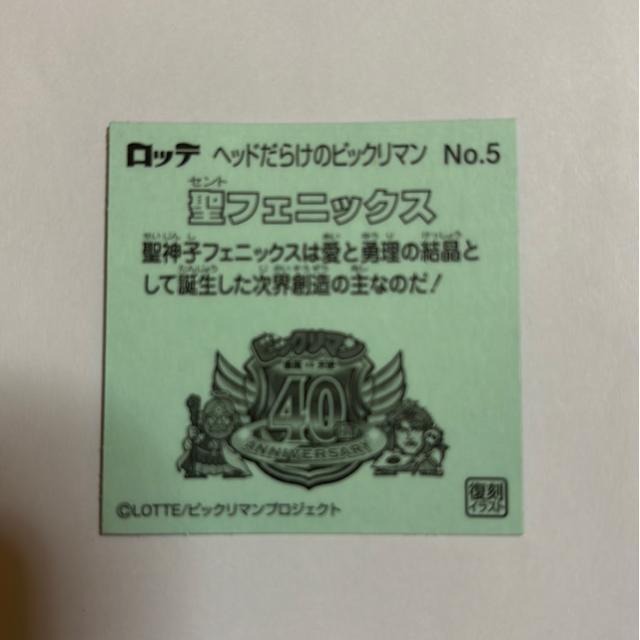 ロッテ ヘッドだらけのビックリマン No.5
セント
聖フェニックス
聖神子フェニックスは愛と勇理の結晶と
して誕生した次界創造の主なのだ!
ビックリマン
40
ANNIVERSARY
©LOTTE/ビックリマンプロジェクト
復刻
イラスト